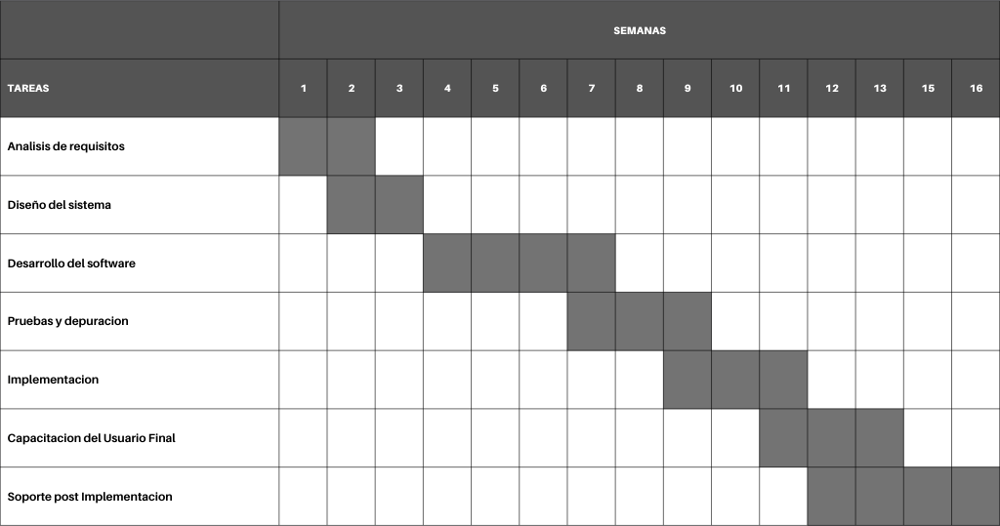 SEMANAS
TAREAS 1 2 3 4 5 6 7 8 9 10 11 12 13 15 16
Analisis de requisitos
Diseño del sistema
Desarrollo del software
Pruebas y depuracion
Implementacion
Capacitacion del Usuario Final
Soporte post Implementacion